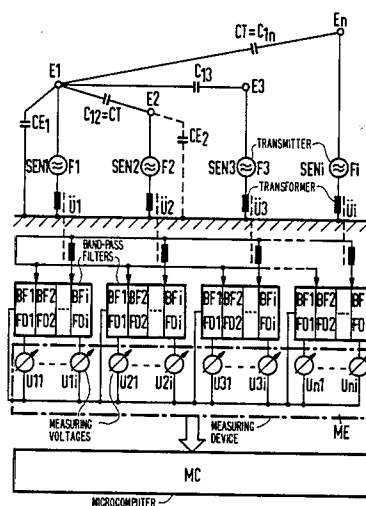 En
CT=C1n
E1
C13
E3
C12=CT
E2
CE1
CE2
TRANSMITTER
SEN1 F1
SEN2 F2
SEN3 F3
SENi Fi
TRANSFORMER
Ü1
Ü2
Ü3
Üi
BAND-PASS
FILTERS
BF1 BF2 BFi
BF1 BF2 BFi
BF1 BF2 BFi
BF1 BF2 BFi
FD1 FD2 FDi
FD1 FD2 FDi
FD1 FD2 FDi
FD1 FD2 FDi
U11 U1i U21 U2i U31 U3i Un1 Uni
MEASURING
VOLTAGES
MEASURING
DEVICE
ME
MC
MICROCOMPUTER